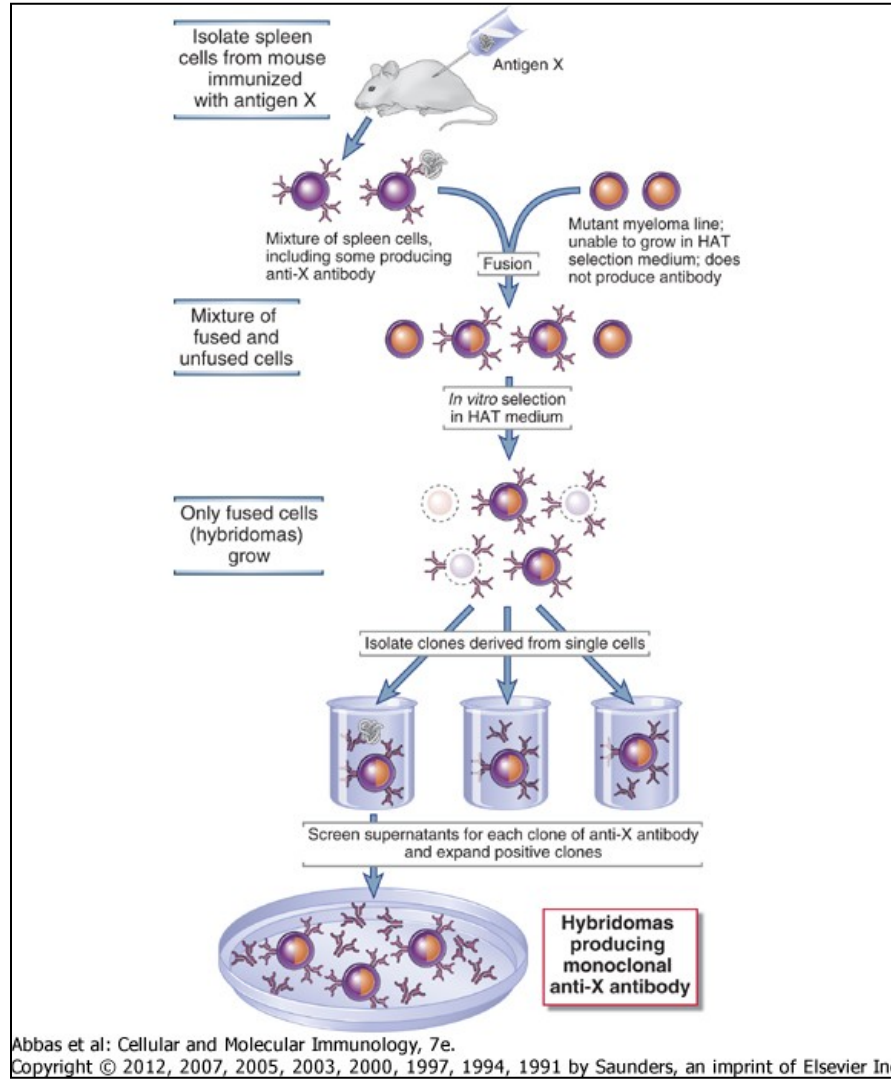 Isolate spleen
cells from mouse
immunized
with antigen X
Antigen X
Mixture of spleen cells,
including some producing
anti-X antibody
Fusion
Mutant myeloma line;
unable to grow in HAT
selection medium; does
not produce antibody
Mixture of
fused and
unfused cells
In vitro selection
in HAT medium
Only fused cells
(hybridomas)
grow
Isolate clones derived from single cells
Screen supernatants for each clone of anti-X antibody
and expand positive clones
Hybridomas
producing
monoclonal
anti-X antibody
Abbas et al: Cellular and Molecular Immunology, 7e.
Copyright © 2012, 2007, 2005, 2003, 2000, 1997, 1994, 1991 by Saunders, an imprint of Elsevier In